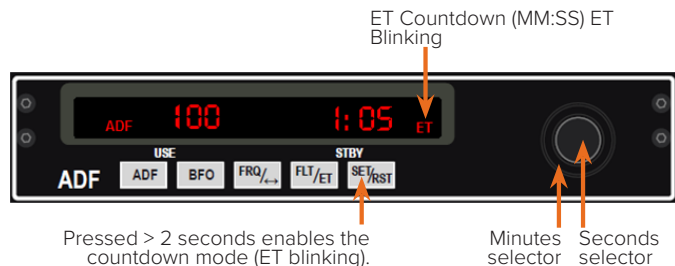 ET Countdown (MM:SS) ET
Blinking
ADF 100 1:05 ET
USE STBY
ADF ADF BFO FRQ/↔ FLT/ET SET/RST
Pressed > 2 seconds enables the
countdown mode (ET blinking).
Minutes
selector
Seconds
selector